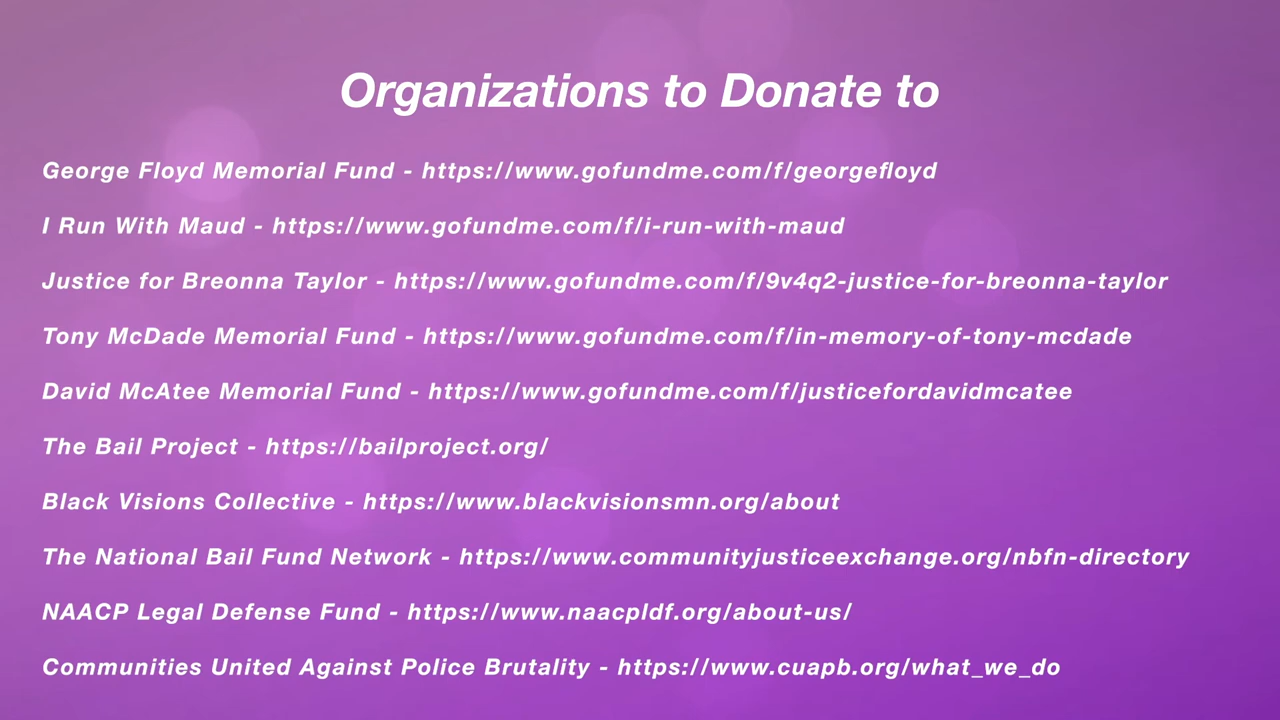 Organizations to Donate to
George Floyd Memorial Fund - https://www.gofundme.com/f/georgefloyd
I Run With Maud - https://www.gofundme.com/f/i-run-with-maud
Justice for Breonna Taylor - https://www.gofundme.com/f/9v4q2-justice-for-breonna-taylor
Tony McDade Memorial Fund - https://www.gofundme.com/f/in-memory-of-tony-mcdade
David McAtee Memorial Fund - https://www.gofundme.com/f/justicefordavidmcatee
The Bail Project - https://bailproject.org/
Black Visions Collective - https://www.blackvisionsmn.org/about
The National Bail Fund Network - https://www.communityjusticeexchange.org/nbfn-directory
NAACP Legal Defense Fund - https://www.naacpldf.org/about-us/
Communities United Against Police Brutality - https://www.cuapb.org/what_we_do